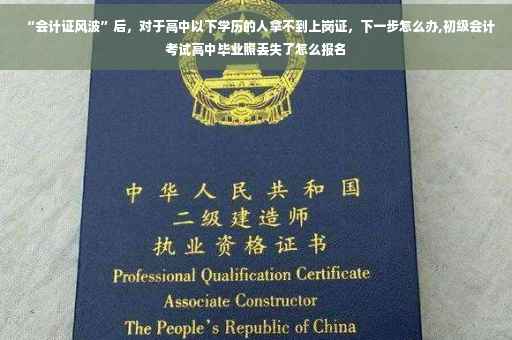 “会计证风波”后，对于高中以下学历的人拿不到上岗证，下一步怎么办,初级会计
考试高中毕业照丢失了怎么报名
中华人民共和国
二级建造师
执业资格证书
Professional Qualification Certificate
Associate Constructor
The People's Republic of China